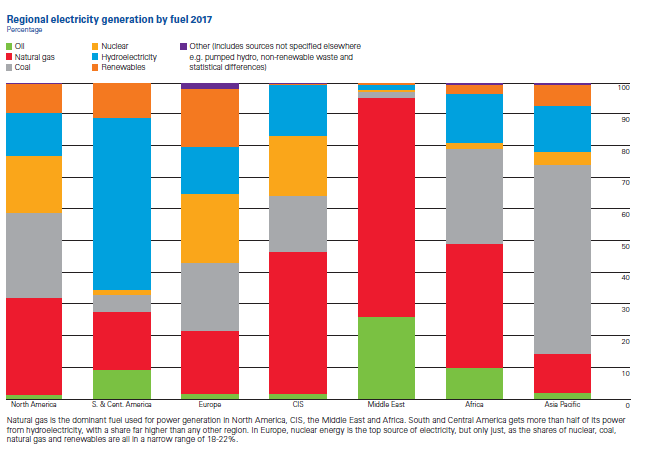 Regional electricity generation by fuel 2017
Percentage
Oil
Natural gas
Coal
Nuclear
Hydroelectricity
Renewables
Other (includes sources not specified elsewhere
e.g. pumped hydro, non-renewable waste and
statistical differences)
100
90
80
70
60
50
40
30
20
10
0
North America
S. & Cent. America
Europe
CIS
Middle East
Africa
Asia Pacific
Natural gas is the dominant fuel used for power generation in North America, CIS, the Middle East and Africa. South and Central America gets more than half of its power
from hydroelectricity, with a share far higher than any other region. In Europe, nuclear energy is the top source of electricity, but only just, as the shares of nuclear, coal,
natural gas and renewables are all in a narrow range of 18-22%.